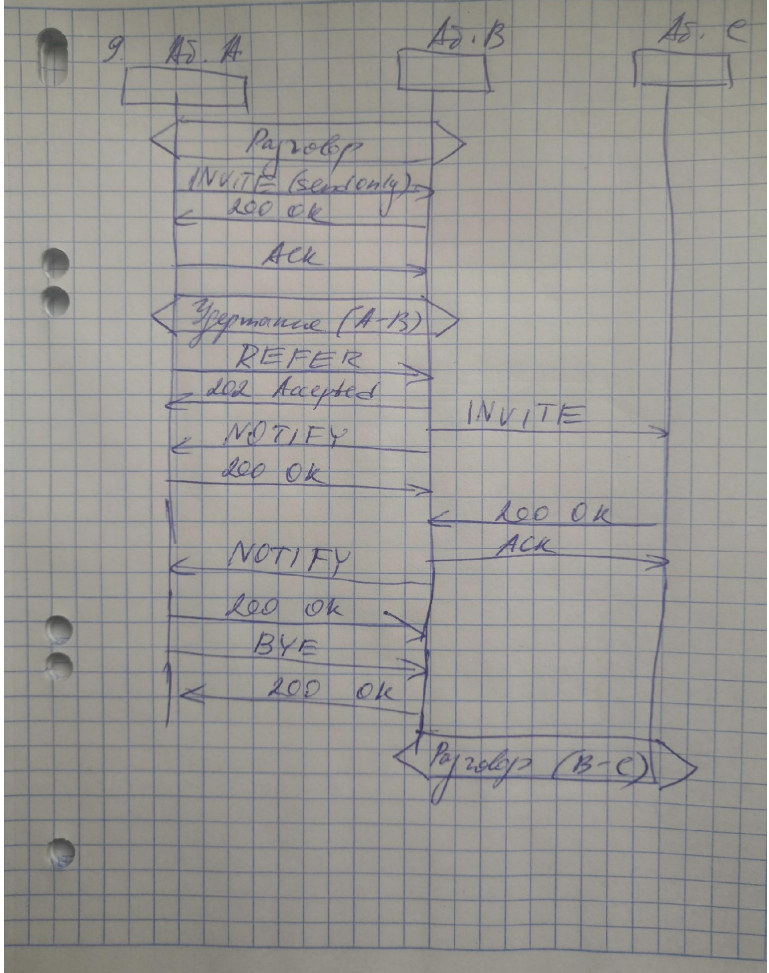 9. Аб. А Аб. В Аб. С
Разговор
INVITE (sendonly)
200 OK
ACK
Удержание (А-В)
REFER
202 Accepted
INVITE
NOTIFY
200 OK
200 OK
ACK
NOTIFY
200 OK
BYE
200 OK
Разговор (В-С)